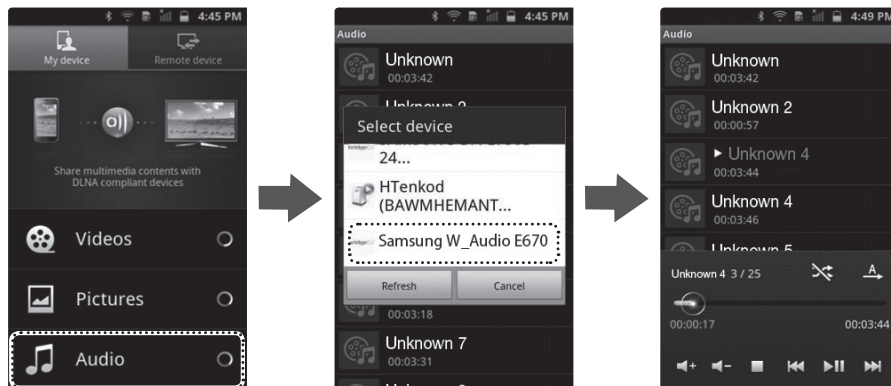 4:45 PM
My device
Remote device
Share multimedia contents with
DLNA compliant devices
Videos
Pictures
Audio
4:45 PM
Audio
Unknown
00:03:42
Select device
24...
HTenkod
(BAWMHEMANT...
Samsung W_Audio E670
Refresh
Cancel
00:03:18
Unknown 7
00:03:31
4:49 PM
Audio
Unknown
00:03:42
Unknown 2
00:00:57
Unknown 4
00:03:44
Unknown 4
00:03:46
Unknown 5
Unknown 4 3 / 25
A
00:00:17
00:03:44